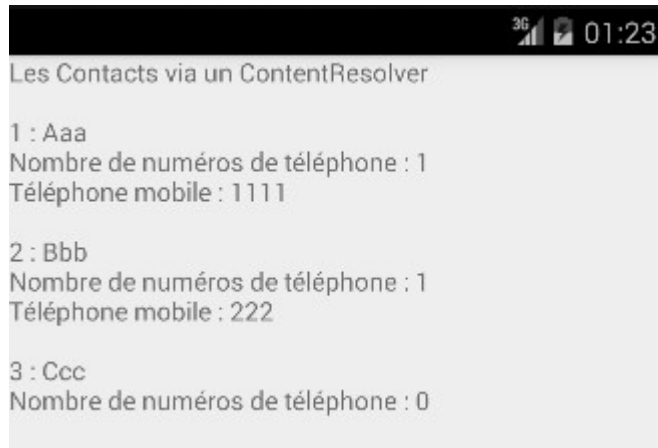 3G 01:23
Les Contacts via un ContentResolver
1 : Aaa
Nombre de numéros de téléphone : 1
Téléphone mobile : 1111
2 : Bbb
Nombre de numéros de téléphone : 1
Téléphone mobile : 222
3 : Ccc
Nombre de numéros de téléphone : 0